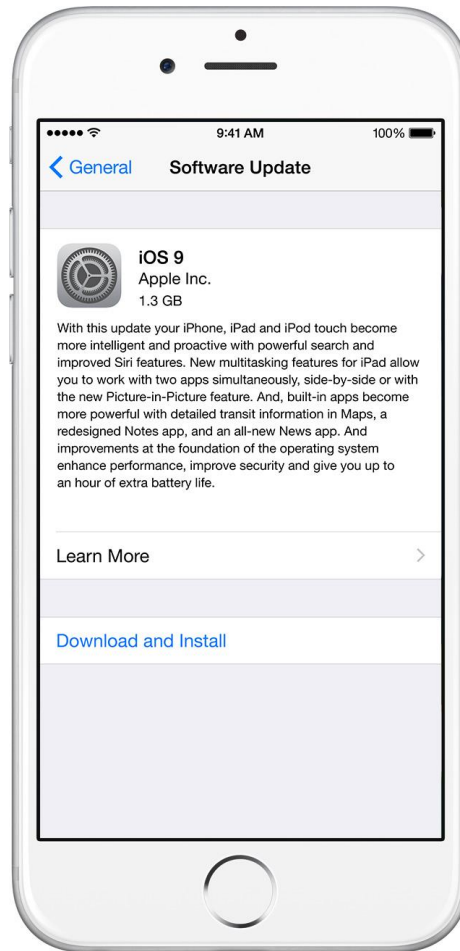 9:41 AM
100%
General
Software Update
iOS 9
Apple Inc.
1.3 GB
With this update your iPhone, iPad and iPod touch become
more intelligent and proactive with powerful search and
improved Siri features. New multitasking features for iPad allow
you to work with two apps simultaneously, side-by-side or with
the new Picture-in-Picture feature. And, built-in apps become
more powerful with detailed transit information in Maps, a
redesigned Notes app, and an all-new News app. And
improvements at the foundation of the operating system
enhance performance, improve security and give you up to
an hour of extra battery life.
Learn More
Download and Install